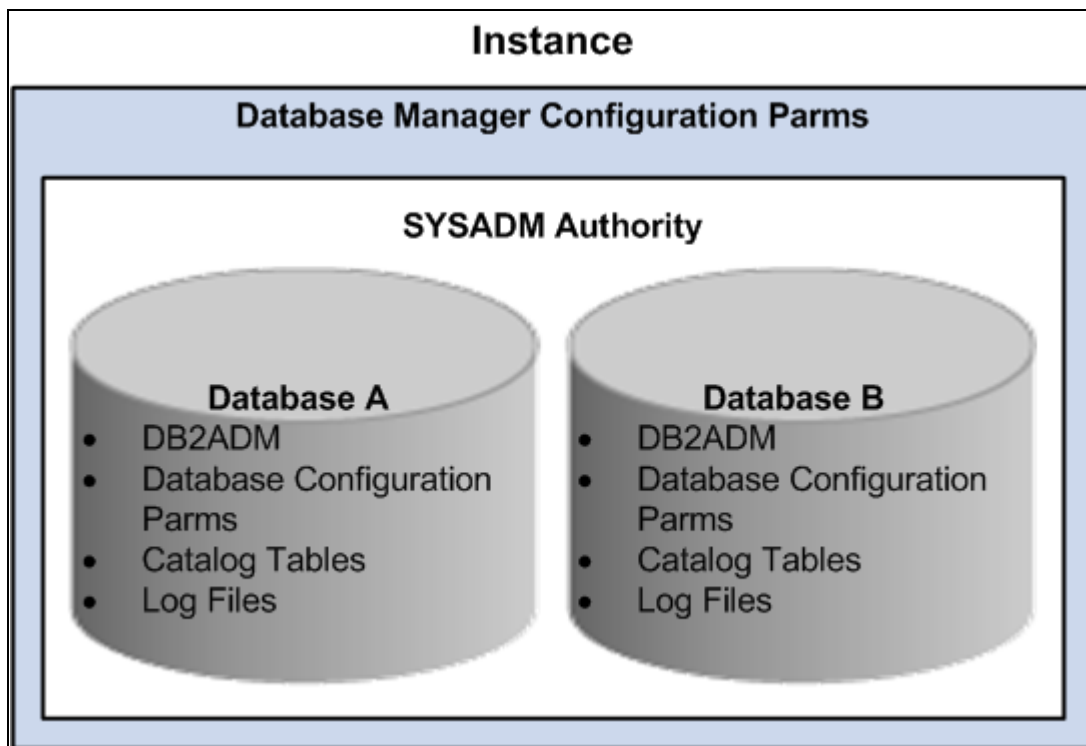 Instance
Database Manager Configuration Parms
SYSADM Authority
Database A
• DB2ADM
• Database Configuration
Parms
• Catalog Tables
• Log Files
Database B
• DB2ADM
• Database Configuration
Parms
• Catalog Tables
• Log Files